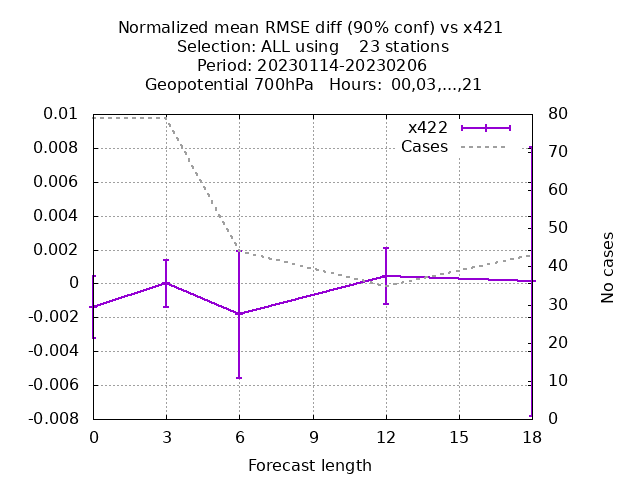 Normalized mean RMSE diff (90% conf) vs x421
Selection: ALL using    23 stations
Period: 20230114-20230206
Geopotential 700hPa   Hours:  00,03,...,21
0.01
0.008
0.006
0.004
0.002
0
-0.002
-0.004
-0.006
-0.008
x422
Cases
80
70
60
50
40
30
20
10
0
No cases
0 3 6 9 12 15 18
Forecast length